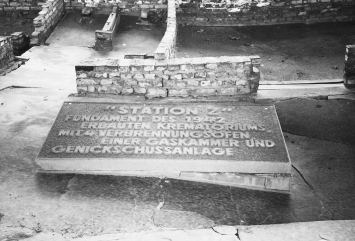 "STATION Z"
FUNDAMENT DES 1942
ERBAUTEN KREMATORIUMS
MIT 4 VERBRENNUNGSÖFEN
EINER GASKAMMER UND
GENICKSCHUSSANLAGE